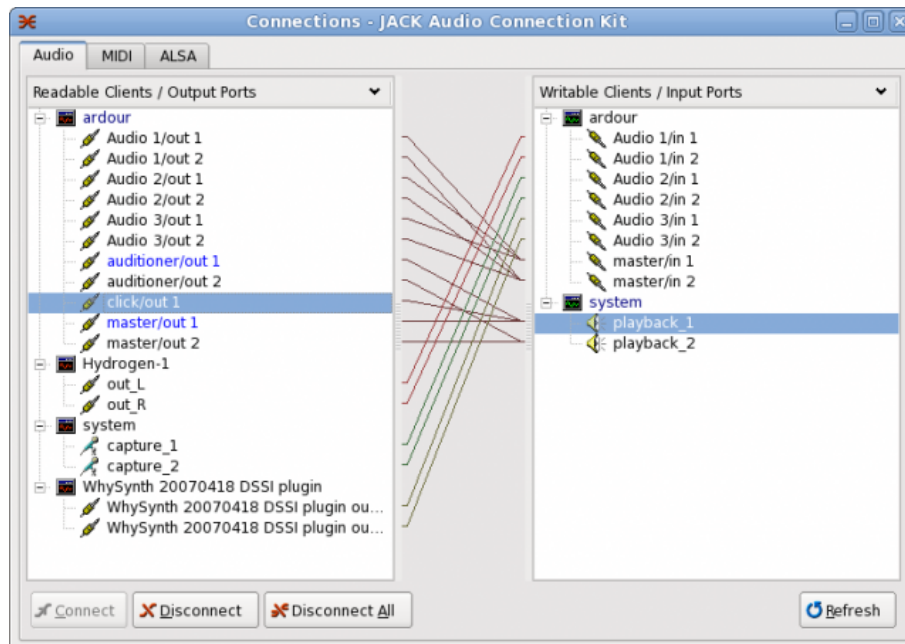 Connections - JACK Audio Connection Kit
Audio MIDI ALSA
Readable Clients / Output Ports
ardour
Audio 1/out 1
Audio 1/out 2
Audio 2/out 1
Audio 2/out 2
Audio 3/out 1
Audio 3/out 2
auditioner/out 1
auditioner/out 2
click/out 1
master/out 1
master/out 2
Hydrogen-1
out_L
out_R
system
capture_1
capture_2
WhySynth 20070418 DSSI plugin
WhySynth 20070418 DSSI plugin ou...
WhySynth 20070418 DSSI plugin ou...
Writable Clients / Input Ports
ardour
Audio 1/in 1
Audio 1/in 2
Audio 2/in 1
Audio 2/in 2
Audio 3/in 1
Audio 3/in 2
master/in 1
master/in 2
system
playback_1
playback_2
Connect Disconnect Disconnect All Refresh